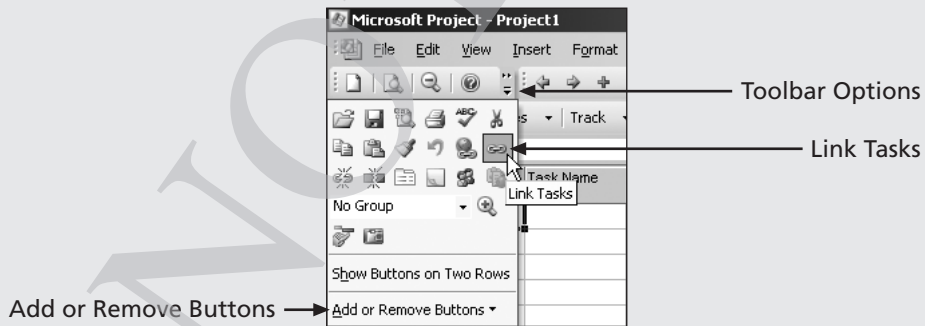 Microsoft Project - Project1
File Edit View Insert Format
Toolbar Options
ABC
Track
Link Tasks
Task Name
Link Tasks
No Group
Show Buttons on Two Rows
Add or Remove Buttons
Add or Remove Buttons